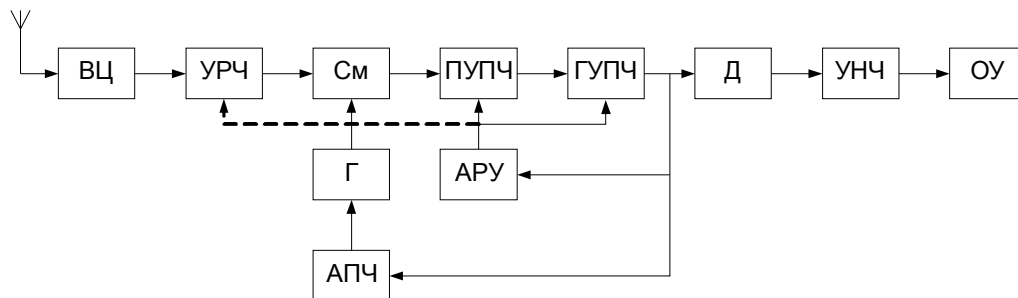 ВЦ УРЧ См ПУПЧ ГУПЧ Д УНЧ ОУ
Г АРУ
АПЧ